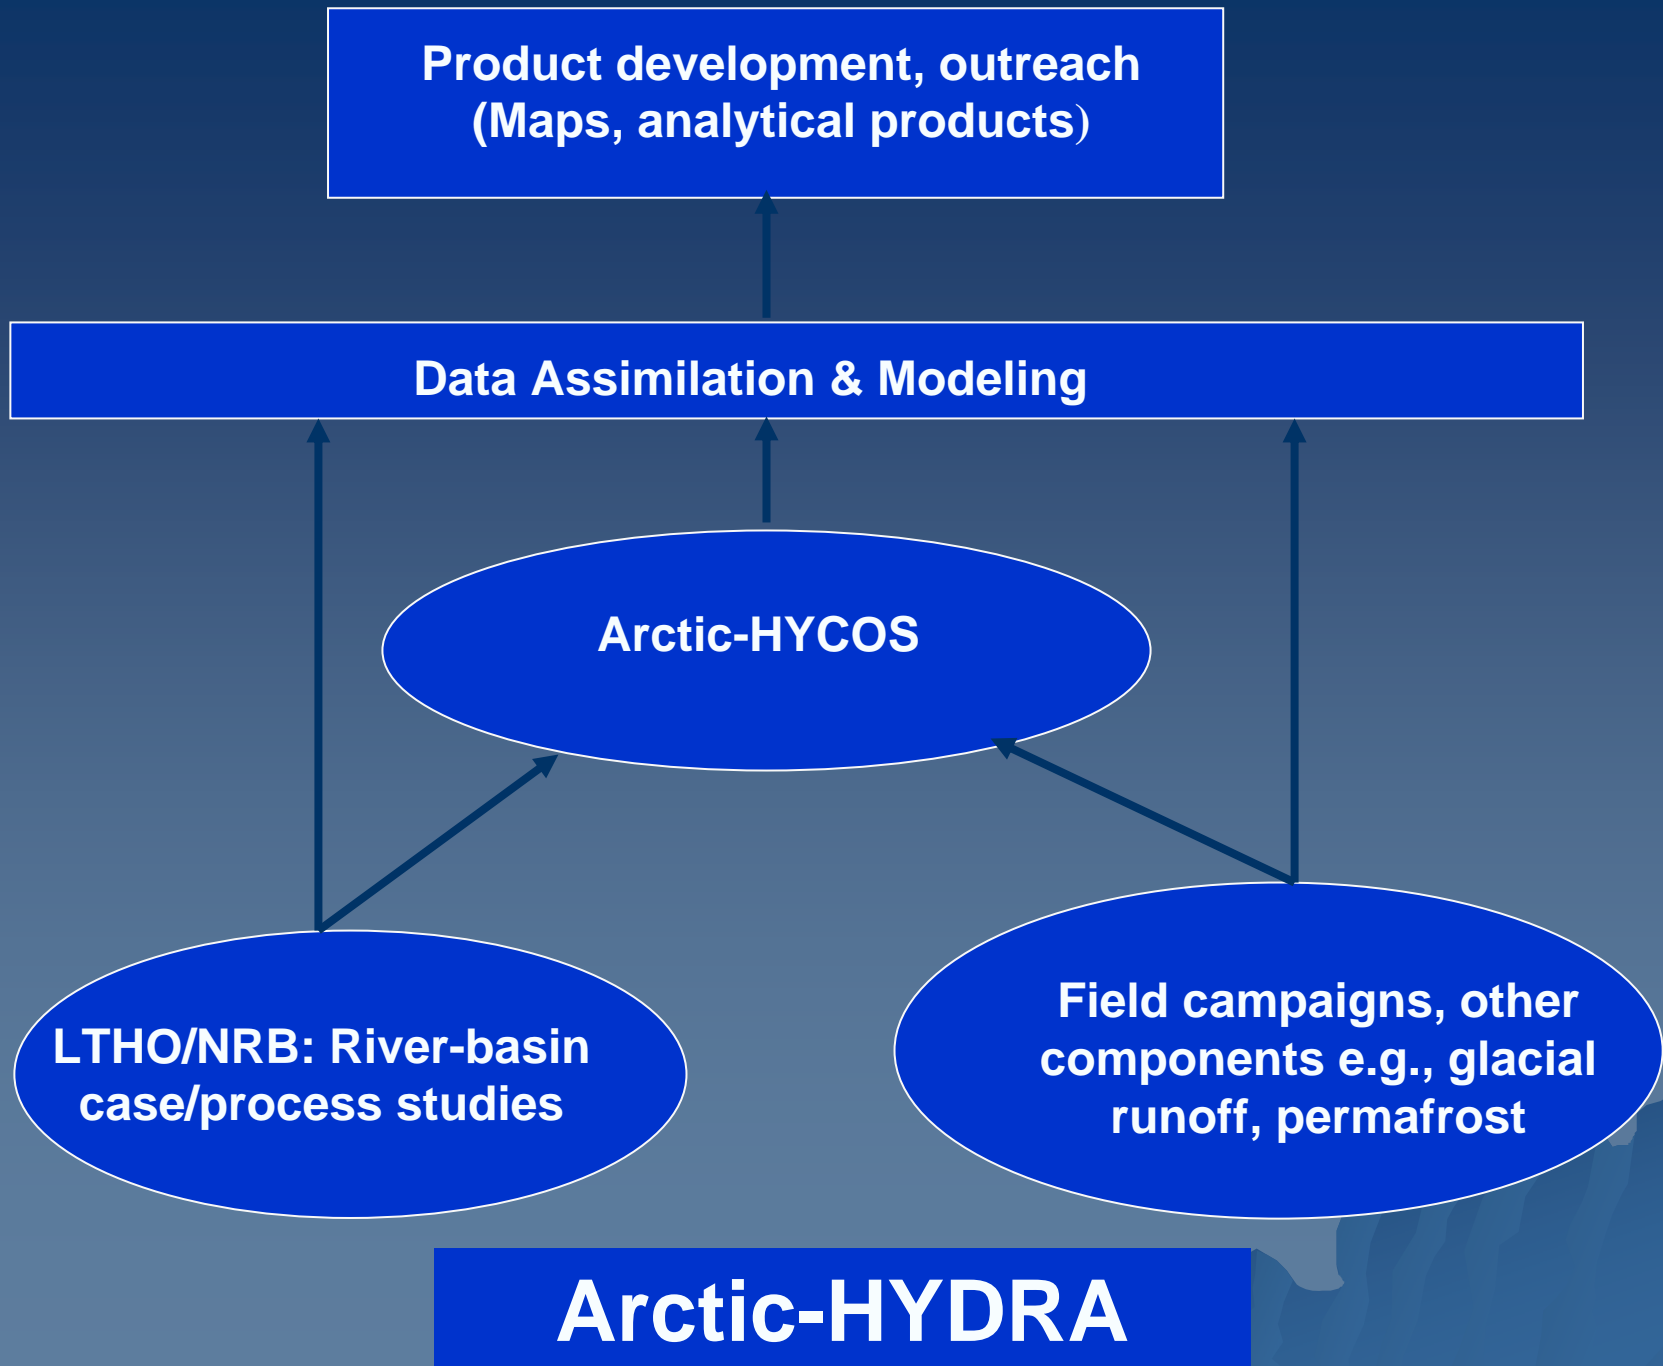 Product development, outreach
(Maps, analytical products)
Data Assimilation & Modeling
Arctic-HYCOS
LTHO/NRB: River-basin
case/process studies
Field campaigns, other
components e.g., glacial
runoff, permafrost
Arctic-HYDRA